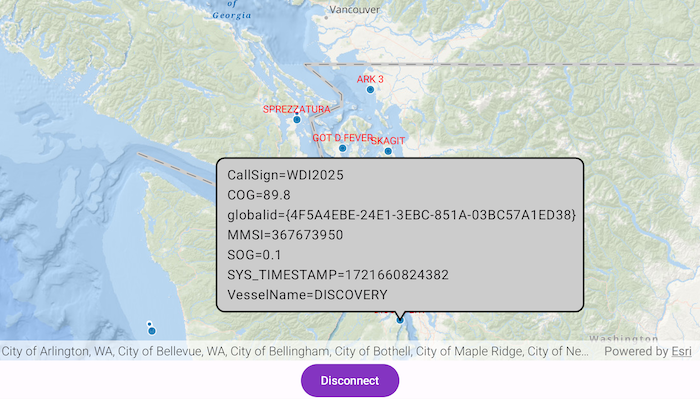 of
Georgia
Vancouver
ARK 3
SPREZZATURA
GOT D FEVER
SKAGIT
CallSign=WDI2025
COG=89.8
globalid={4F5A4EBE-24E1-3EBC-851A-03BC57A1ED38}
MMSI=367673950
SOG=0.1
SYS_TIMESTAMP=1721660824382
VesselName=DISCOVERY
Washington
City of Arlington, WA, City of Bellevue, WA, City of Bellingham, City of Bothell, City of Maple Ridge, City of Ne... Powered by Esri
Disconnect